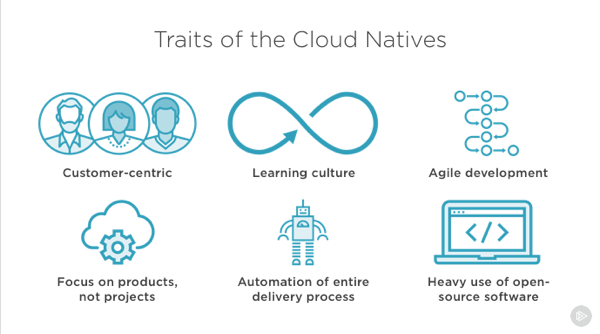 Traits of the Cloud Natives
Customer-centric
Learning culture
Agile development
</>
Focus on products,
not projects
Automation of entire
delivery process
Heavy use of open-
source software